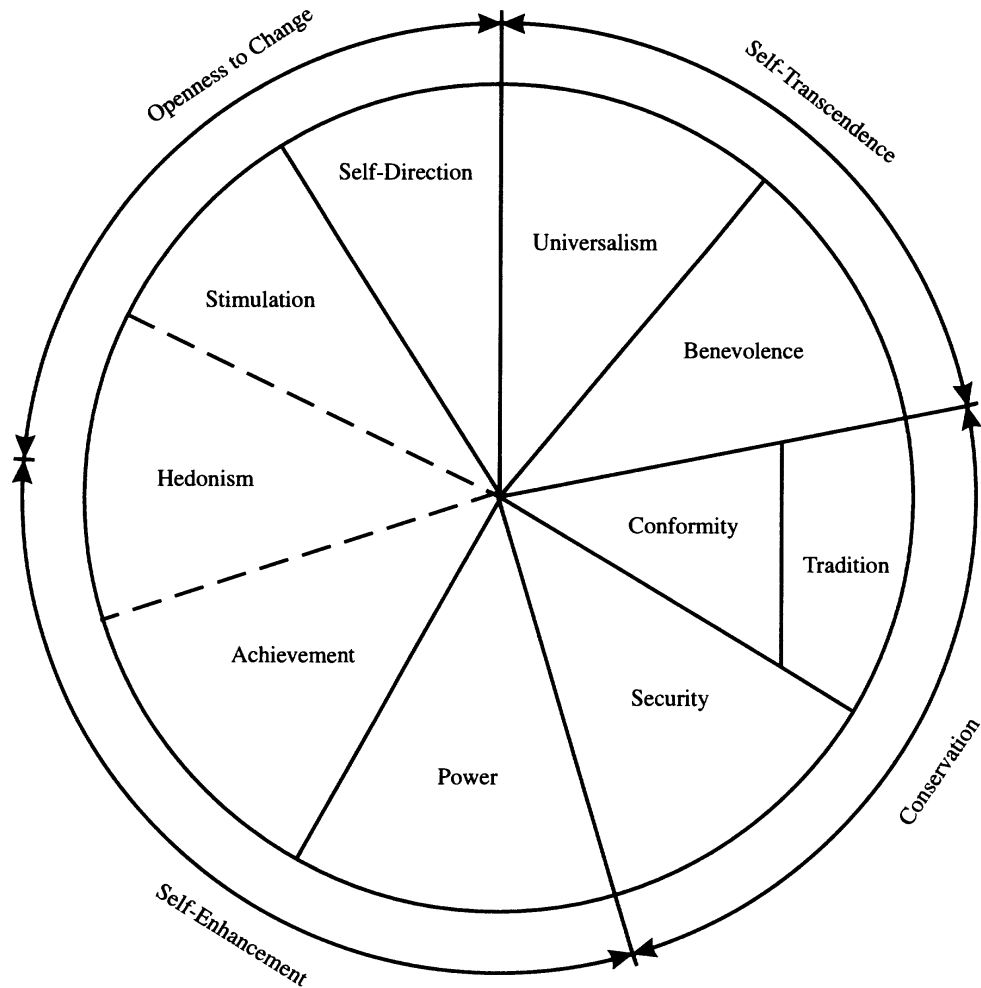 Openness to Change
Self-Transcendence
Self-Direction
Universalism
Stimulation
Benevolence
Hedonism
Conformity
Tradition
Achievement
Security
Power
Conservation
Self-Enhancement